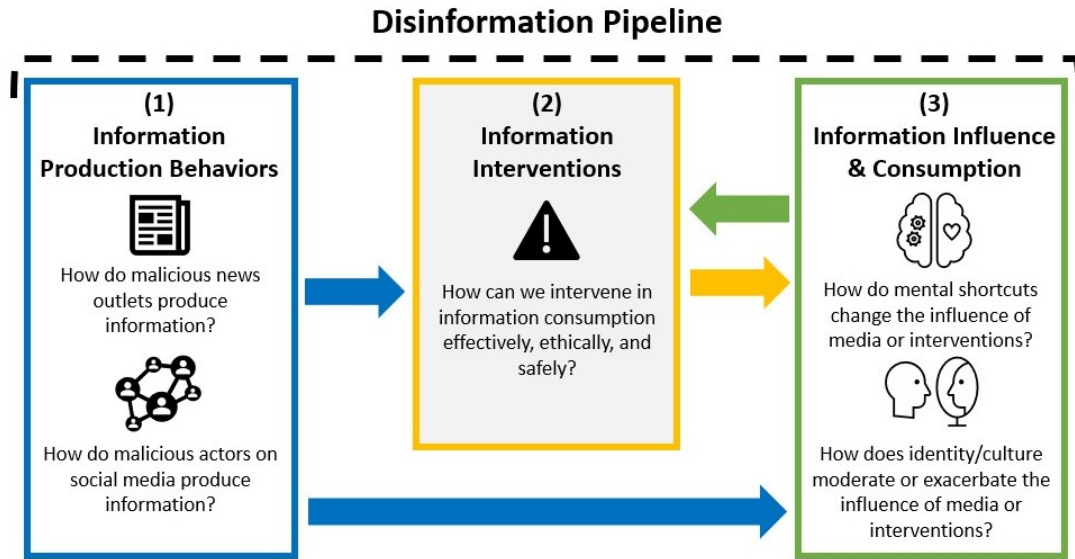 Disinformation Pipeline
(1)
Information
Production Behaviors
How do malicious news
outlets produce
information?
How do malicious actors on
social media produce
information?
(2)
Information
Interventions
How can we intervene in
information consumption
effectively, ethically, and
safely?
(3)
Information Influence
& Consumption
How do mental shortcuts
change the influence of
media or interventions?
How does identity/culture
moderate or exacerbate the
influence of media or
interventions?